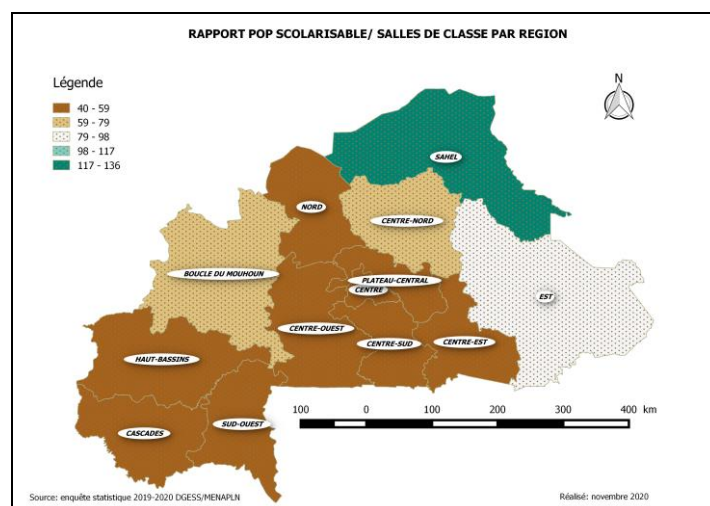 RAPPORT POP SCOLARISABLE/ SALLES DE CLASSE PAR REGION
Légende
40 - 59
59 - 79
79 - 98
98 - 117
117 - 136
N
SAHEL
NORD
CENTRE-NORD
BOUCLE DU MOUHOUN
PLATEAU-CENTRAL
CENTRE
EST
CENTRE-OUEST
CENTRE-SUD
CENTRE-EST
HAUT-BASSINS
SUD-OUEST
CASCADES
100 0 100 200 300 400 km
Source: enquête statistique 2019-2020 DGESS/MENAPLN
Réalisé: novembre 2020